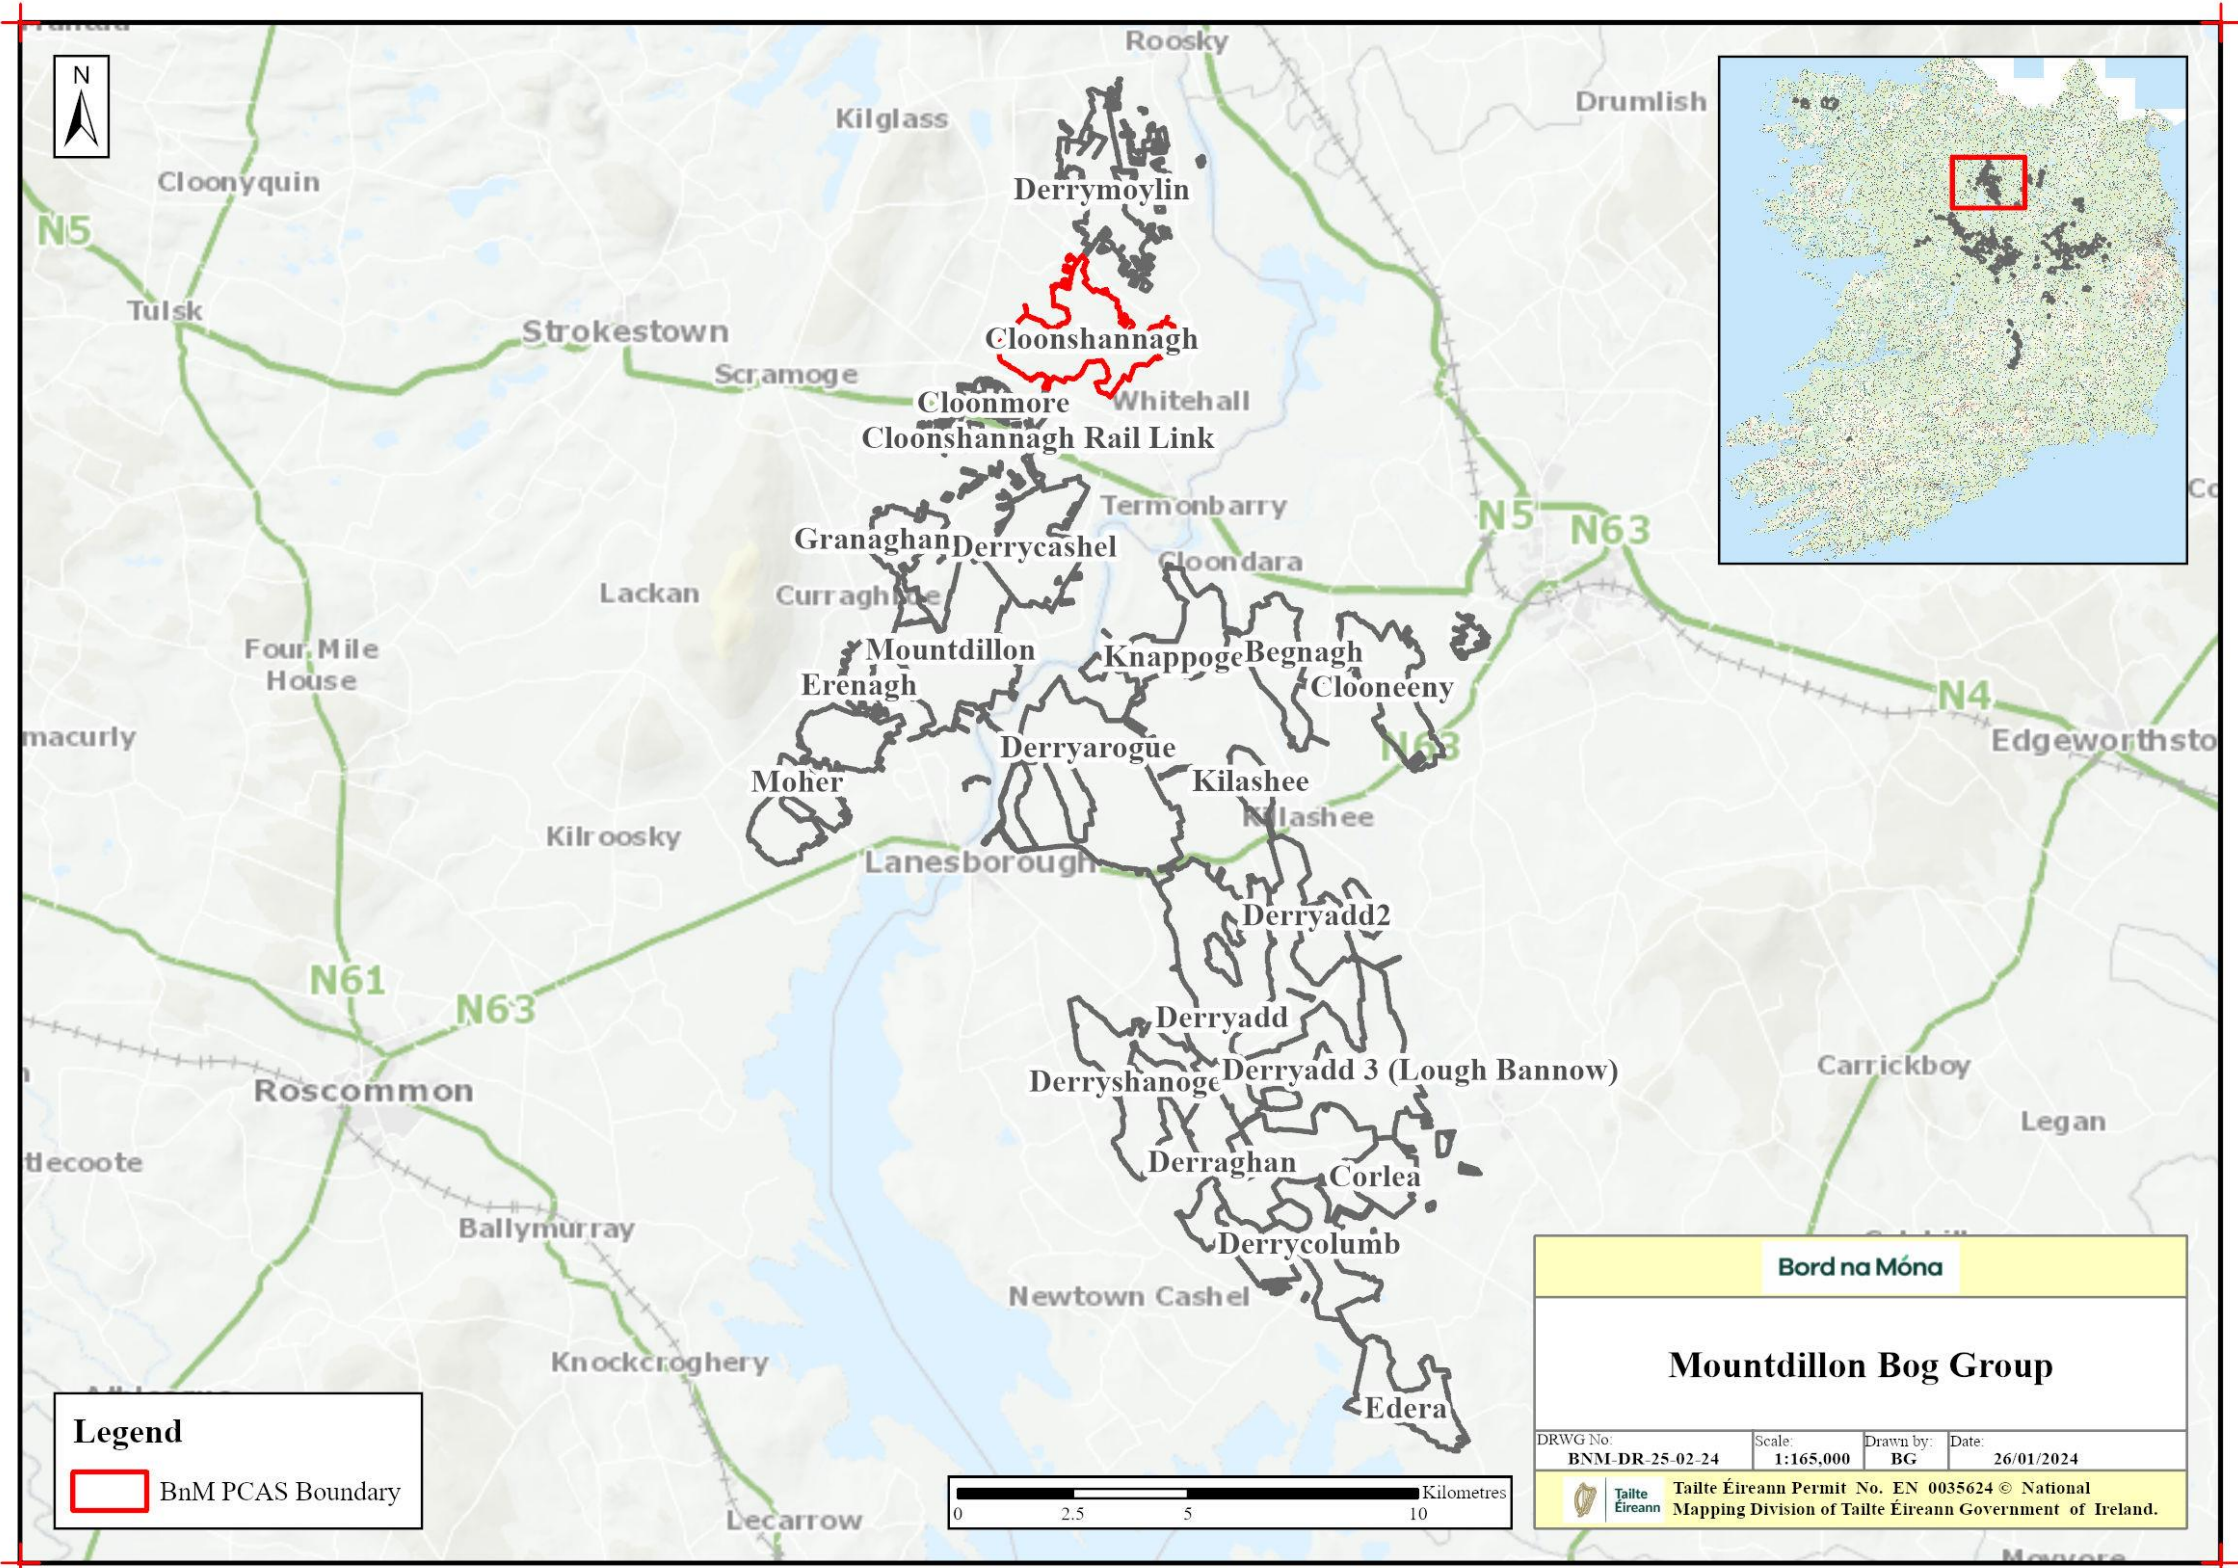 Roosky
N
Kilglass
Drumlish
Cloonyquin
Derrymoylin
N5
Tulsk
Strokestown
Cloonshannagh
Scramoge
Cloonmore
Whitehall
Cloonshannagh Rail Link
Termonbarry
N5
N63
Granaghan
Derrycashel
Cloondara
Lackan
Four Mile
House
Mountdillon
Knappoge
Begnagh
Erenagh
Clooneeny
N4
macurly
Derryarogue
N63
Edgeworthsto
Moher
Kilashee
Killashee
Kilroosky
Lanesborough
Derryadd2
N61
N63
Derryadd
Carrickboy
Derryshanoge
Derryadd 3 (Lough Bannow)
Roscommon
Legan
tlecoote
Derraghan
Corlea
Ballymurray
Derrycolumb
Newtown Cashel
Knockcroghery
Edera
Lecarrow
Legend
BnM PCAS Boundary
Kilometres
0 2.5 5 10
Bord na Móna
Mountdillon Bog Group
DRWG No: Scale: Drawn by: Date:
BNM-DR-25-02-24 1:165,000 BG 26/01/2024
Tailte
Éireann
Tailte Éireann Permit No. EN 0035624 © National
Mapping Division of Tailte Éireann Government of Ireland.